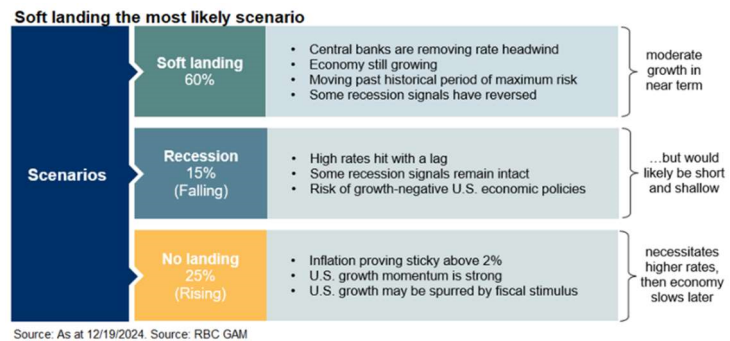 Soft landing the most likely scenario
Scenarios
Soft landing
60%
• Central banks are removing rate headwind
• Economy still growing
• Moving past historical period of maximum risk
• Some recession signals have reversed
moderate
growth in
near term
Recession
15%
(Falling)
• High rates hit with a lag
• Some recession signals remain intact
• Risk of growth-negative U.S. economic policies
…but would
likely be short
and shallow
No landing
25%
(Rising)
• Inflation proving sticky above 2%
• U.S. growth momentum is strong
• U.S. growth may be spurred by fiscal stimulus
necessitates
higher rates,
then economy
slows later
Source: As at 12/19/2024. Source: RBC GAM